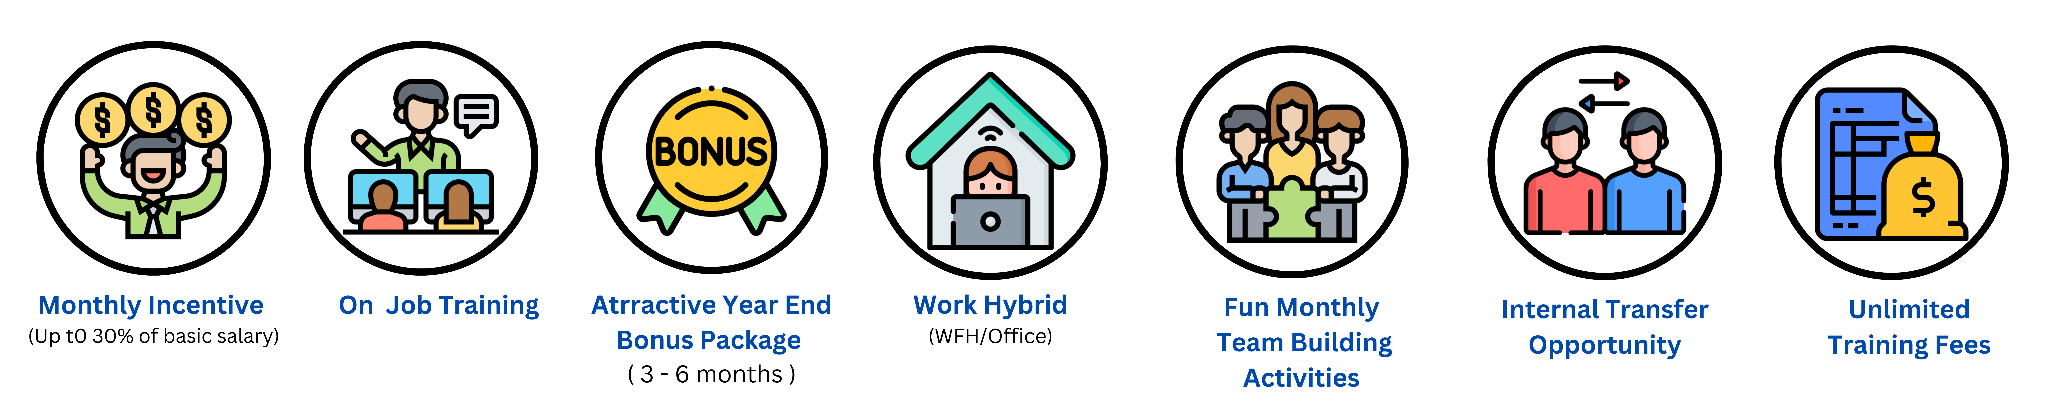 BONUS
Monthly Incentive
(Up t0 30% of basic salary)
On Job Training
Atrractive Year End
Bonus Package
( 3 - 6 months )
Work Hybrid
(WFH/Office)
Fun Monthly
Team Building
Activities
Internal Transfer
Opportunity
Unlimited
Training Fees